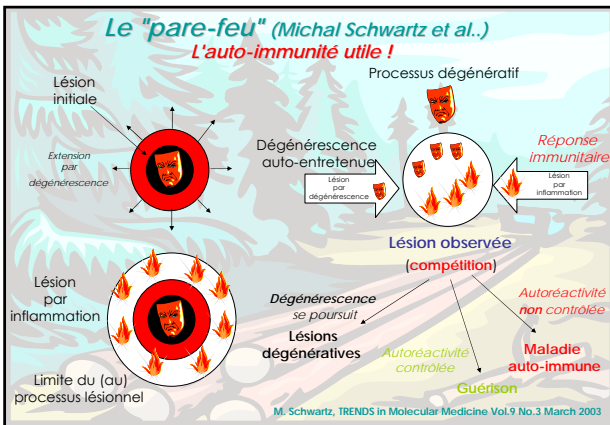 Le "pare-feu" (Michal Schwartz et al..)
L'auto-immunité utile !
Lésion
initiale
Extension
par
dégénérescence
Lésion
par
inflammation
Limite du (au)
processus lésionnel
Processus dégénératif
Dégénérescence
auto-entretenue
Lésion
par
dégénérescence
Réponse
immunitaire
Lésion
par
inflammation
Lésion observée
(compétition)
Dégénérescence
se poursuit
Lésions
dégénératives
Autoréactivité
contrôlée
Guérison
Autoréactivité
non contrôlée
Maladie
auto-immune
M. Schwartz, TRENDS in Molecular Medicine Vol.9 No.3 March 2003